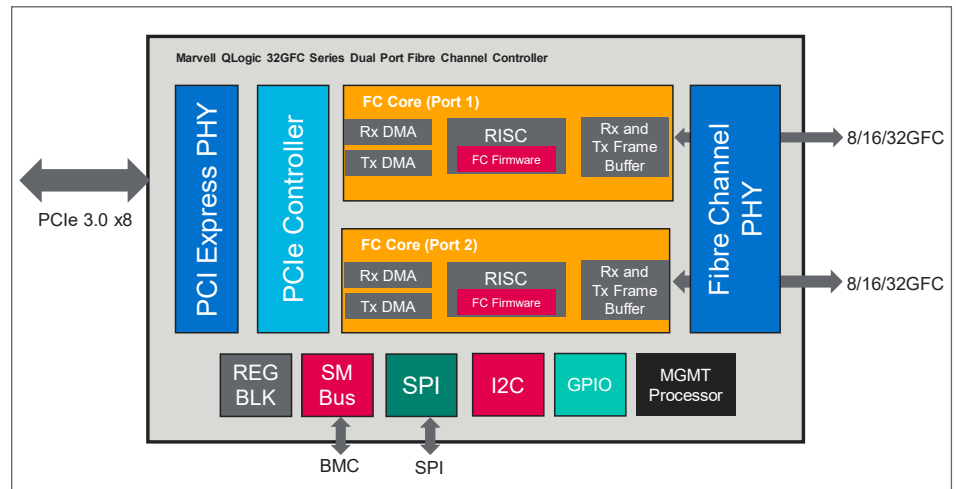 Marvell QLogic 32GFC Series Dual Port Fibre Channel Controller
PCI Express PHY
PCIe Controller
FC Core (Port 1)
Rx DMA
Tx DMA
RISC
FC Firmware
Rx and
Tx Frame
Buffer
FC Core (Port 2)
Rx DMA
Tx DMA
RISC
FC Firmware
Rx and
Tx Frame
Buffer
Fibre Channel
PHY
8/16/32GFC
8/16/32GFC
PCIe 3.0 x8
REG
BLK
SM
Bus
SPI
I2C
GPIO
MGMT
Processor
BMC
SPI